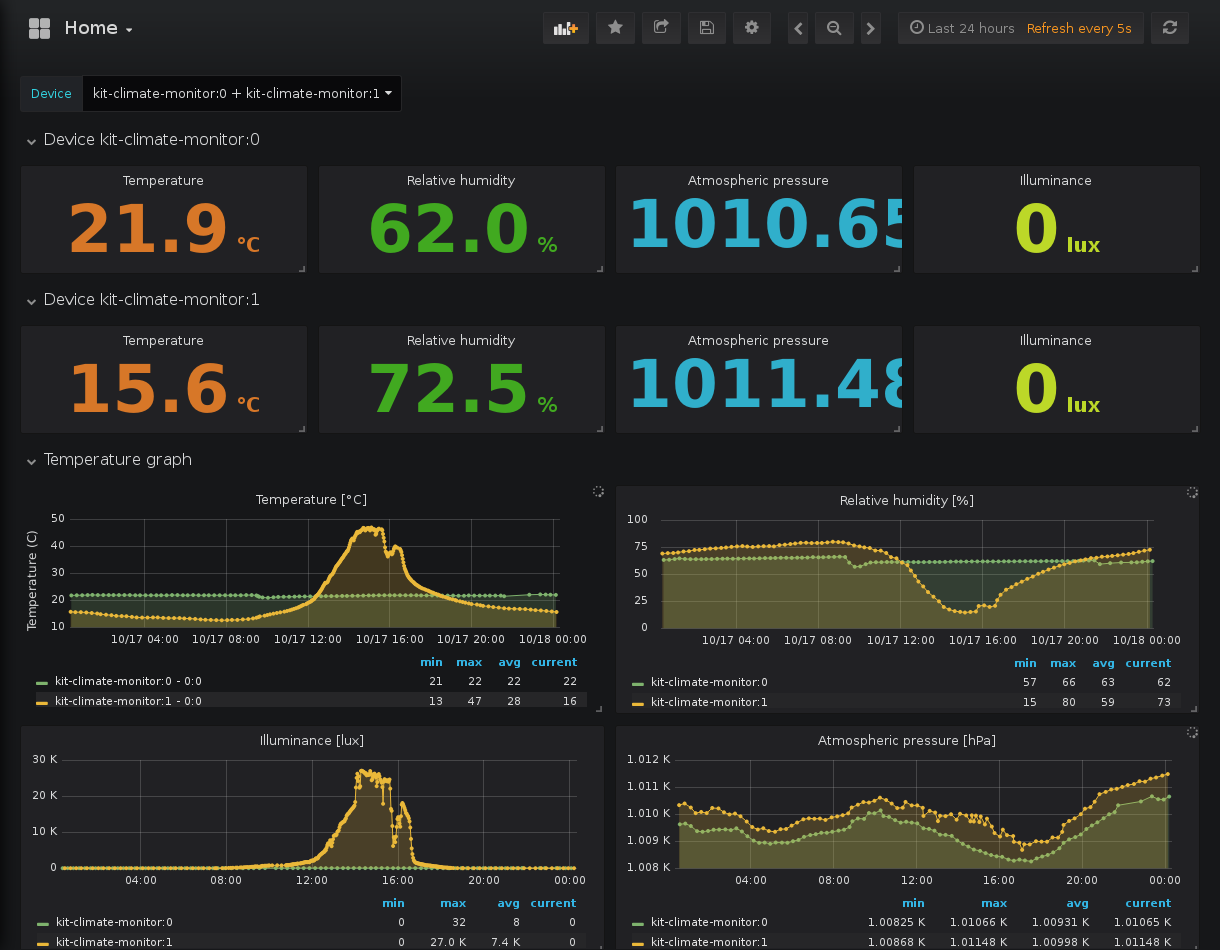 Home
Last 24 hours Refresh every 5s
Device kit-climate-monitor:0 + kit-climate-monitor:1
Device kit-climate-monitor:0
Temperature Relative humidity Atmospheric pressure Illuminance
21.9 °C 62.0 % 1010.65 0 lux
Device kit-climate-monitor:1
Temperature Relative humidity Atmospheric pressure Illuminance
15.6 °C 72.5 % 1011.48 0 lux
Temperature graph
Temperature [°C]
Temperature (C)
50
40
30
20
10
10/17 04:00 10/17 08:00 10/17 12:00 10/17 16:00 10/17 20:00 10/18 00:00
min max avg current
kit-climate-monitor:0 - 0:0 21 22 22 22
kit-climate-monitor:1 - 0:0 13 47 28 16
Relative humidity [%]
100
75
50
25
0
10/17 04:00 10/17 08:00 10/17 12:00 10/17 16:00 10/17 20:00 10/18 00:00
min max avg current
kit-climate-monitor:0 57 66 63 62
kit-climate-monitor:1 15 80 59 73
Illuminance [lux]
30 K
20 K
10 K
0
04:00 08:00 12:00 16:00 20:00 00:00
min max avg current
kit-climate-monitor:0 0 32 8 0
kit-climate-monitor:1 0 27.0 K 7.4 K 0
Atmospheric pressure [hPa]
1.012 K
1.011 K
1.010 K
1.009 K
1.008 K
04:00 08:00 12:00 16:00 20:00 00:00
min max avg current
kit-climate-monitor:0 1.00825 K 1.01066 K 1.00931 K 1.01065 K
kit-climate-monitor:1 1.00868 K 1.01148 K 1.00998 K 1.01148 K